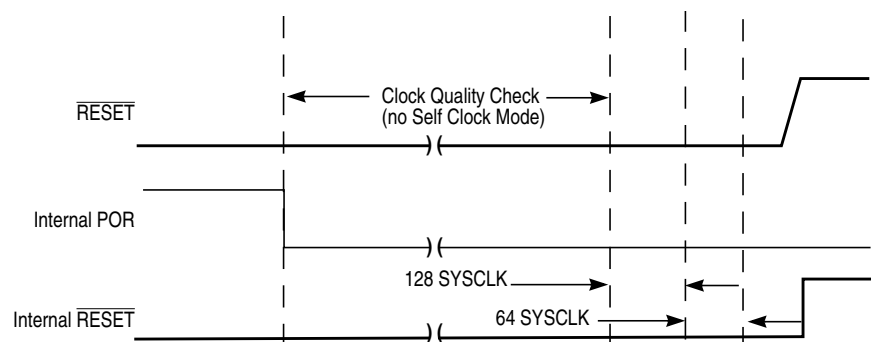 Clock Quality Check
(no Self Clock Mode)
RESET
Internal POR
128 SYSCLK
64 SYSCLK
Internal RESET